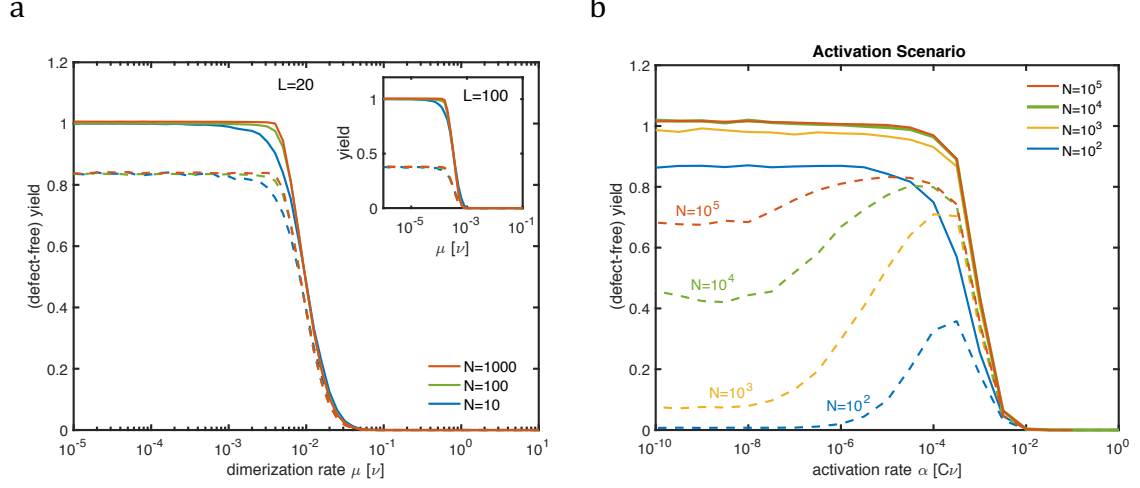 a
1.2
1
0.8
0.6
0.4
0.2
0
(defect-free) yield
L=20
L=100
1
0.5
0
yield
10^-5 10^-3 10^-1
μ [ν]
N=1000
N=100
N=10
10^-5 10^-4 10^-3 10^-2 10^-1 10^0 10^1
dimerization rate μ [ν]
b
Activation Scenario
1.2
1
0.8
0.6
0.4
0.2
0
(defect-free) yield
N=10^5
N=10^4
N=10^3
N=10^2
N=10^5
N=10^4
N=10^3
N=10^2
10^-10 10^-8 10^-6 10^-4 10^-2 10^0
activation rate α [Cν]